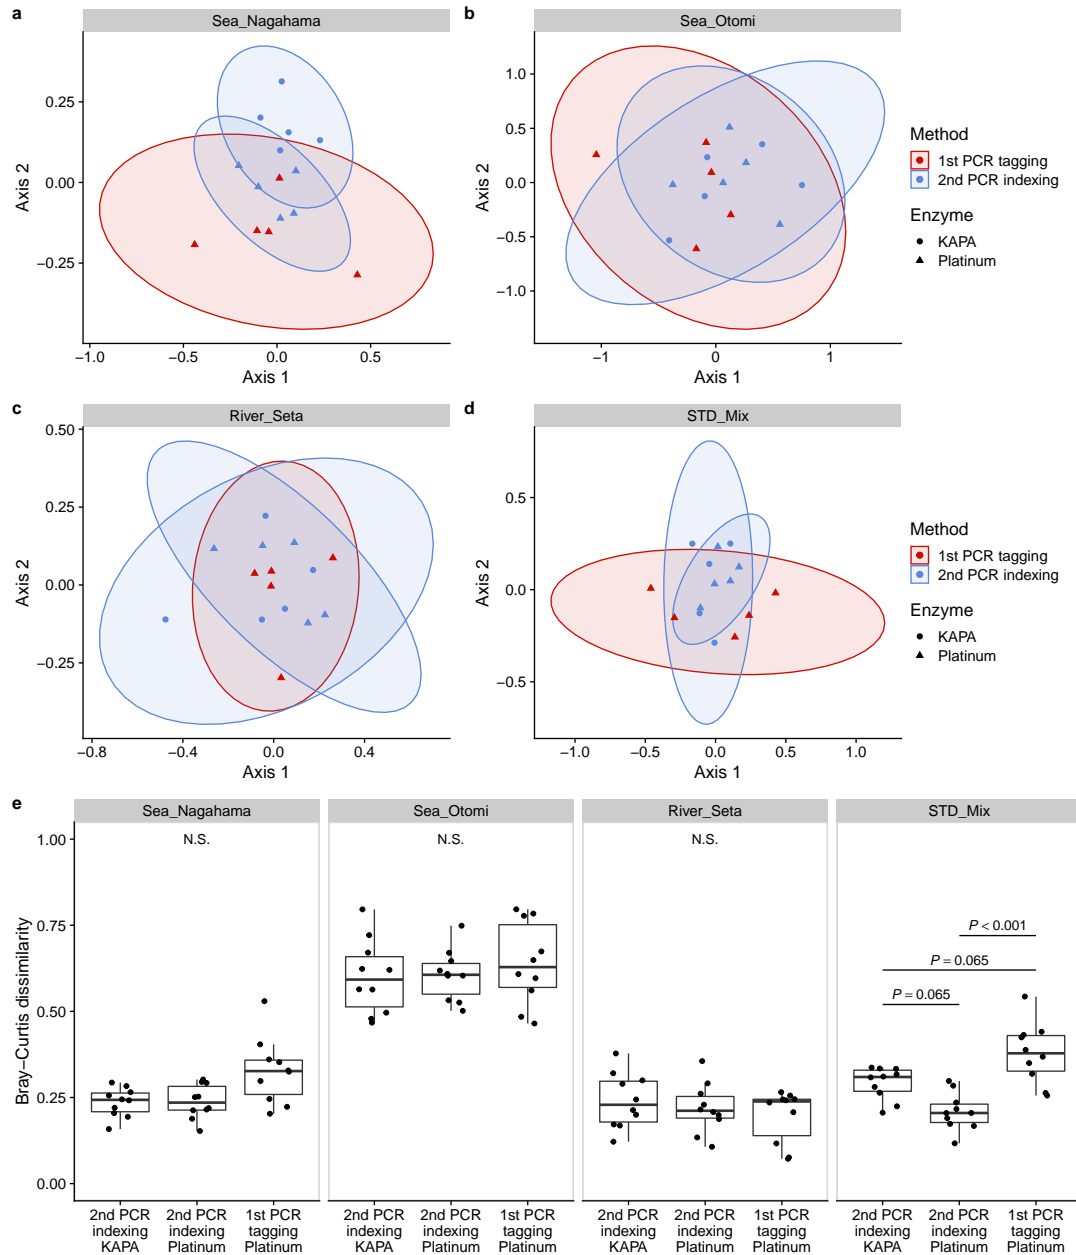 a
Sea_Nagahama
0.25
0.00
−0.25
Axis 2
−1.0
−0.5
0.0
0.5
Axis 1
b
Sea_Otomi
1.0
0.5
0.0
−0.5
−1.0
Axis 2
−1
0
1
Axis 1
Method
1st PCR tagging
2nd PCR indexing
Enzyme
KAPA
Platinum
c
River_Seta
0.50
0.25
0.00
−0.25
Axis 2
−0.8
−0.4
0.0
0.4
Axis 1
d
STD_Mix
0.5
0.0
−0.5
Axis 2
−1.0
−0.5
0.0
0.5
1.0
Axis 1
Method
1st PCR tagging
2nd PCR indexing
Enzyme
KAPA
Platinum
e
Sea_Nagahama
Sea_Otomi
River_Seta
STD_Mix
Bray−Curtis dissimilarity
1.00
0.75
0.50
0.25
0.00
N.S.
N.S.
N.S.
P < 0.001
P = 0.065
P = 0.065
2nd PCR
indexing
KAPA
2nd PCR
indexing
Platinum
1st PCR
tagging
Platinum
2nd PCR
indexing
KAPA
2nd PCR
indexing
Platinum
1st PCR
tagging
Platinum
2nd PCR
indexing
KAPA
2nd PCR
indexing
Platinum
1st PCR
tagging
Platinum
2nd PCR
indexing
KAPA
2nd PCR
indexing
Platinum
1st PCR
tagging
Platinum